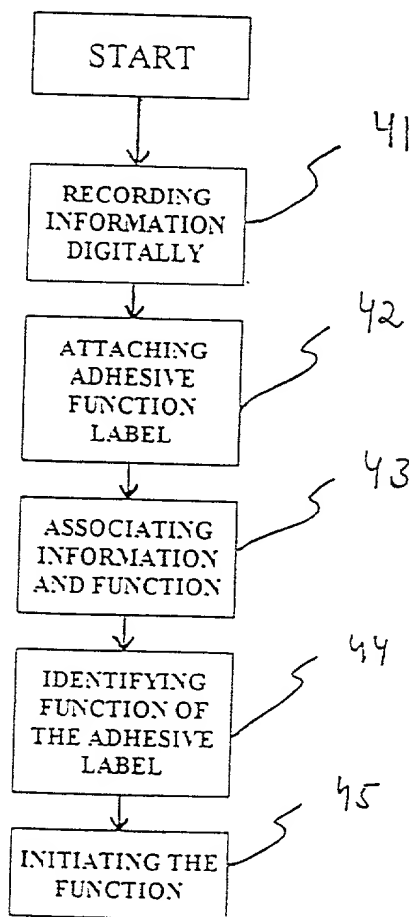 START
41
RECORDING
INFORMATION
DIGITALLY
42
ATTACHING
ADHESIVE
FUNCTION
LABEL
43
ASSOCIATING
INFORMATION
AND FUNCTION
44
IDENTIFYING
FUNCTION OF
THE ADHESIVE
LABEL
45
INITIATING THE
FUNCTION